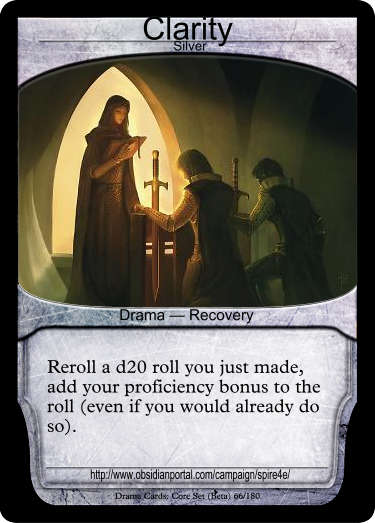 Clarity
Silver
Drama — Recovery
Reroll a d20 roll you just made,
add your proficiency bonus to the
roll (even if you would already do
so).
http://www.obsidianportal.com/campaign/spire4e/
Drama Cards: Core Set (Beta) 66/180